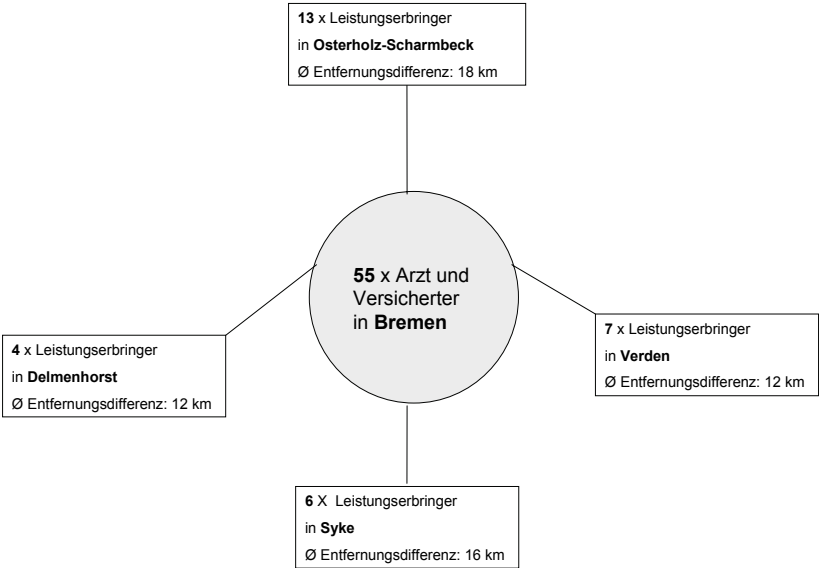 13 x Leistungserbringer
in Osterholz-Scharmbeck
Ø Entfernungsdifferenz: 18 km
55 x Arzt und
Versicherter
in Bremen
4 x Leistungserbringer
in Delmenhorst
Ø Entfernungsdifferenz: 12 km
7 x Leistungserbringer
in Verden
Ø Entfernungsdifferenz: 12 km
6 X Leistungserbringer
in Syke
Ø Entfernungsdifferenz: 16 km